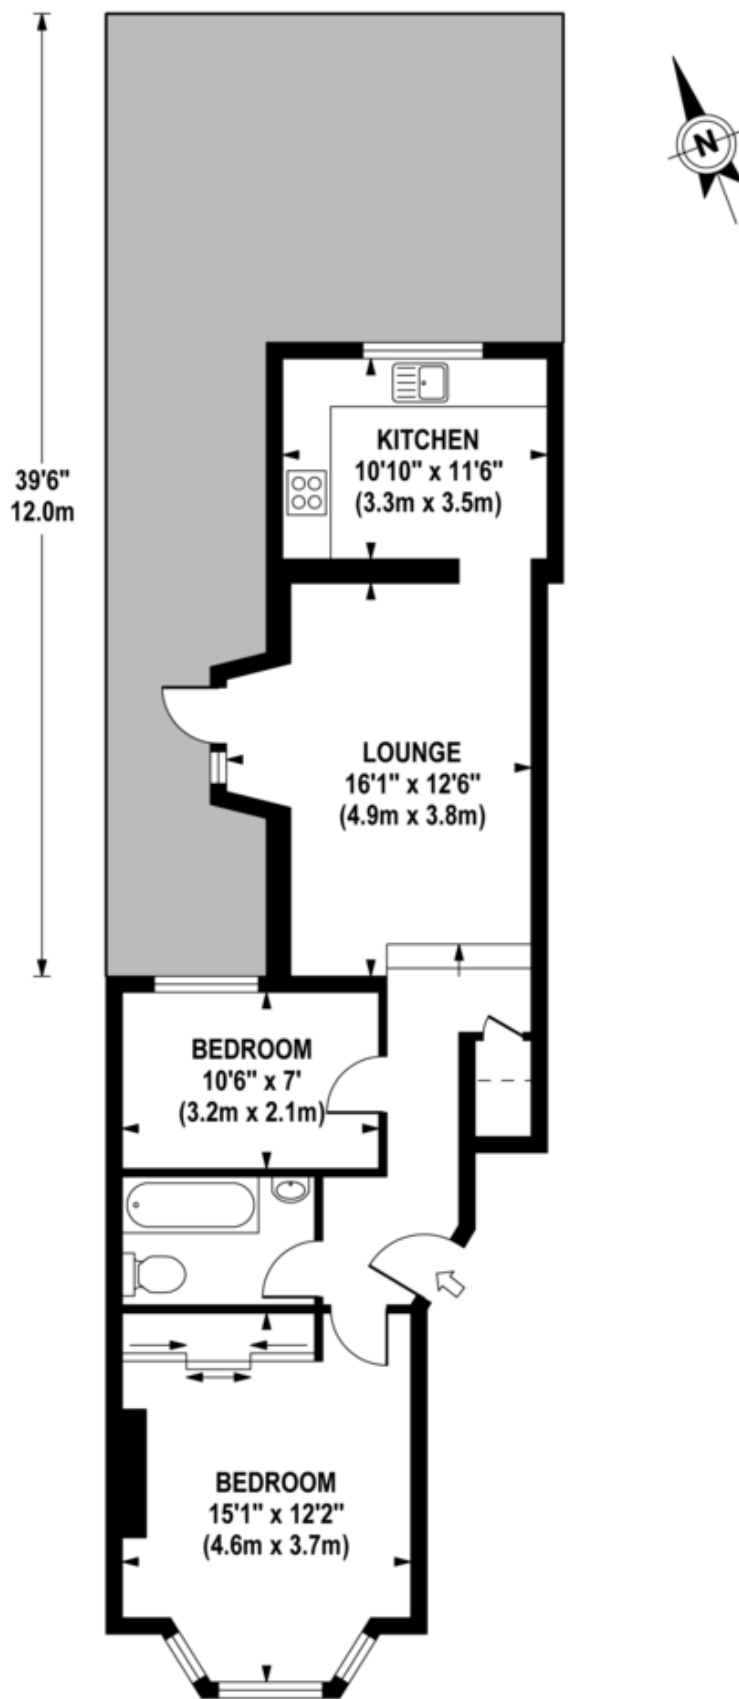 N
39'6"
12.0m
KITCHEN
10'10" x 11'6"
(3.3m x 3.5m)
LOUNGE
16'1" x 12'6"
(4.9m x 3.8m)
BEDROOM
10'6" x 7'
(3.2m x 2.1m)
BEDROOM
15'1" x 12'2"
(4.6m x 3.7m)